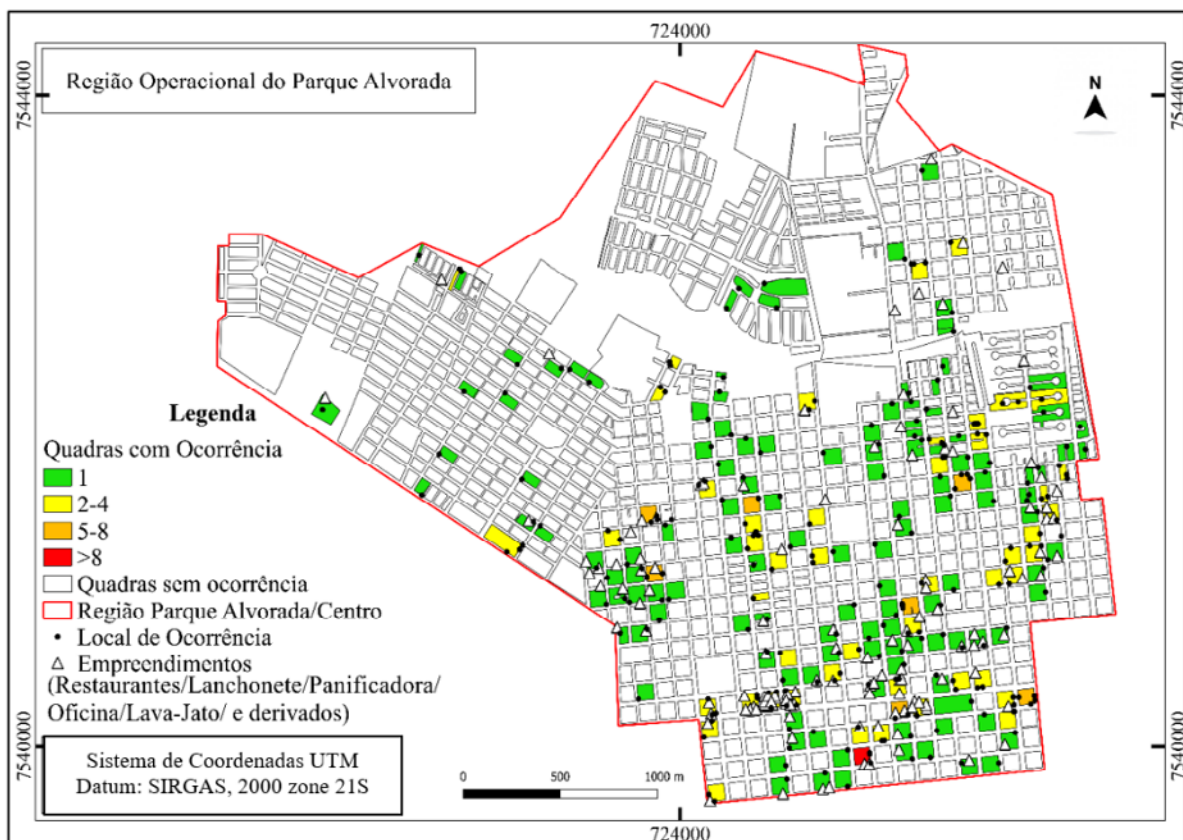 724000
Região Operacional do Parque Alvorada
7544000
7544000
N
Legenda
Quadras com Ocorrência
1
2-4
5-8
>8
Quadras sem ocorrência
Região Parque Alvorada/Centro
Local de Ocorrência
Empreendimentos
(Restaurantes/Lanchonete/Panificadora/
Oficina/Lava-Jato/ e derivados)
7540000
7540000
Sistema de Coordenadas UTM
Datum: SIRGAS, 2000 zone 21S
0 500 1000 m
724000